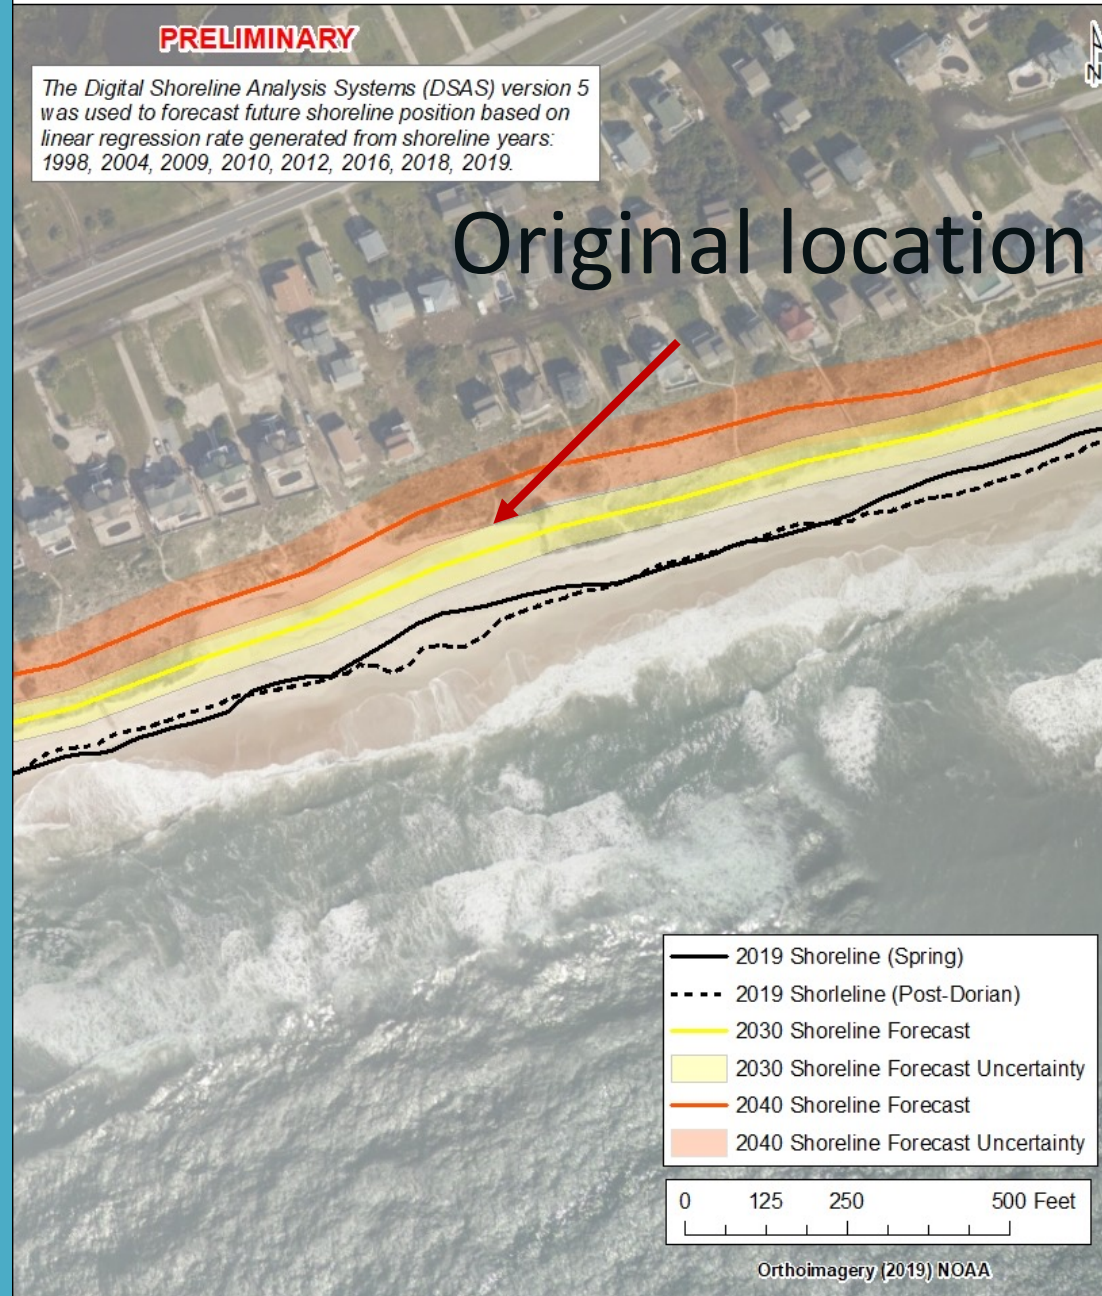 PRELIMINARY
The Digital Shoreline Analysis Systems (DSAS) version 5
was used to forecast future shoreline position based on
linear regression rate generated from shoreline years:
1998, 2004, 2009, 2010, 2012, 2016, 2018, 2019.
N
Original location
2019 Shoreline (Spring)
2019 Shorleline (Post-Dorian)
2030 Shoreline Forecast
2030 Shoreline Forecast Uncertainty
2040 Shoreline Forecast
2040 Shoreline Forecast Uncertainty
0 125 250 500 Feet
Orthoimagery (2019) NOAA